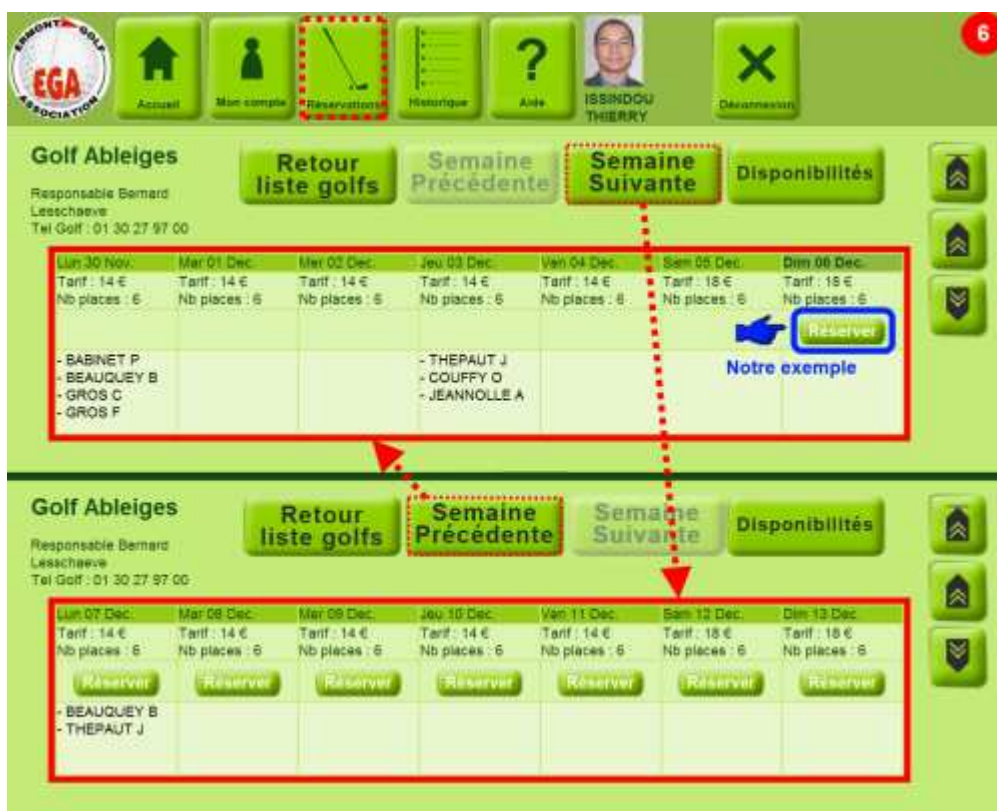 ERMONT GOLF
EGA
ASSOCIATION
Accueil
Mon compte
Réservations
Historique
?
Aide
ISSINDOU
THIERRY
Déconnexion
6
Golf Ableiges
Responsable Bernard
Lesschaeve
Tel Golf : 01 30 27 97 00
Retour
liste golfs
Semaine
Précédente
Semaine
Suivante
Disponibilités
Lun 30 Nov. Mar 01 Dec. Mer 02 Dec. Jeu 03 Dec. Ven 04 Dec. Sam 05 Dec. Dim 06 Dec.
Tarif : 14 € Tarif : 14 € Tarif : 14 € Tarif : 14 € Tarif : 14 € Tarif : 18 € Tarif : 18 €
Nb places : 6 Nb places : 6 Nb places : 6 Nb places : 6 Nb places : 6 Nb places : 6 Nb places : 6
Réserver
Notre exemple
- BABINET P - THEPAUT J
- BEAUQUEY B - COUFFY O
- GROS C - JEANNOLLE A
- GROS F
Golf Ableiges
Responsable Bernard
Lesschaeve
Tel Golf : 01 30 27 97 00
Retour
liste golfs
Semaine
Précédente
Semaine
Suivante
Disponibilités
Lun 07 Dec. Mar 08 Dec. Mer 09 Dec. Jeu 10 Dec. Ven 11 Dec. Sam 12 Dec. Dim 13 Dec.
Tarif : 14 € Tarif : 14 € Tarif : 14 € Tarif : 14 € Tarif : 14 € Tarif : 18 € Tarif : 18 €
Nb places : 6 Nb places : 6 Nb places : 6 Nb places : 6 Nb places : 6 Nb places : 6 Nb places : 6
Réserver Réserver Réserver Réserver Réserver Réserver Réserver
- BEAUQUEY B
- THEPAUT J